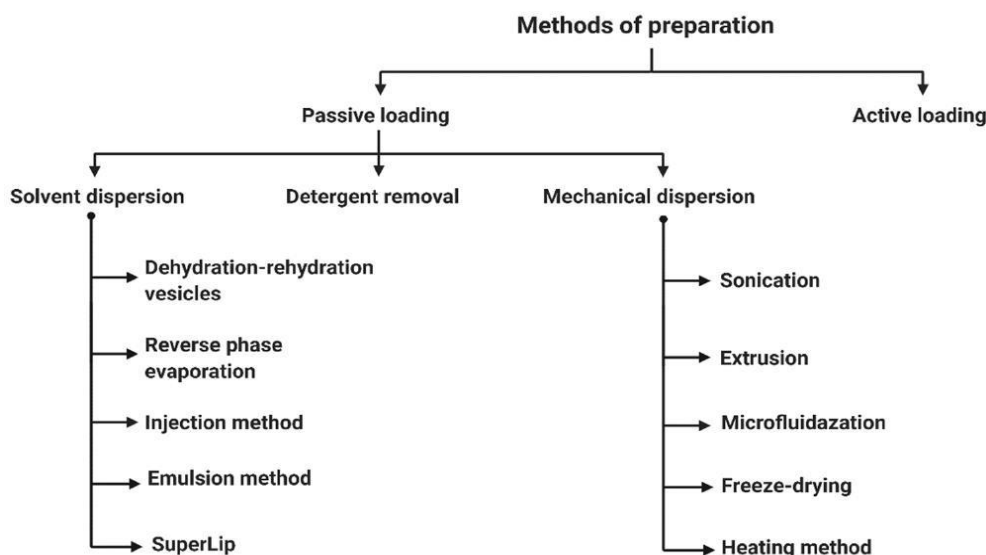 Methods of preparation
Passive loading
Active loading
Solvent dispersion
Detergent removal
Mechanical dispersion
Dehydration-rehydration
vesicles
Reverse phase
evaporation
Injection method
Emulsion method
SuperLip
Sonication
Extrusion
Microfluidazation
Freeze-drying
Heating method